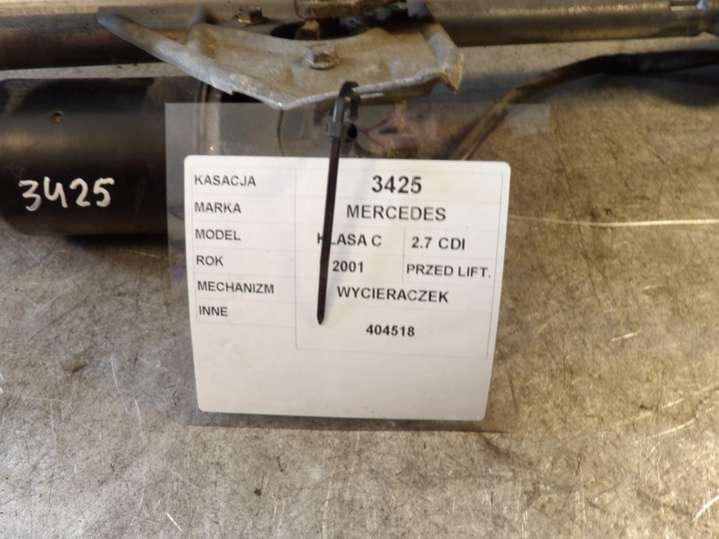 3425
KASACJA 3425
MARKA MERCEDES
MODEL KLASA C 2.7 CDI
ROK 2001 PRZED LIFT.
MECHANIZM WYCIERACZEK
INNE 404518